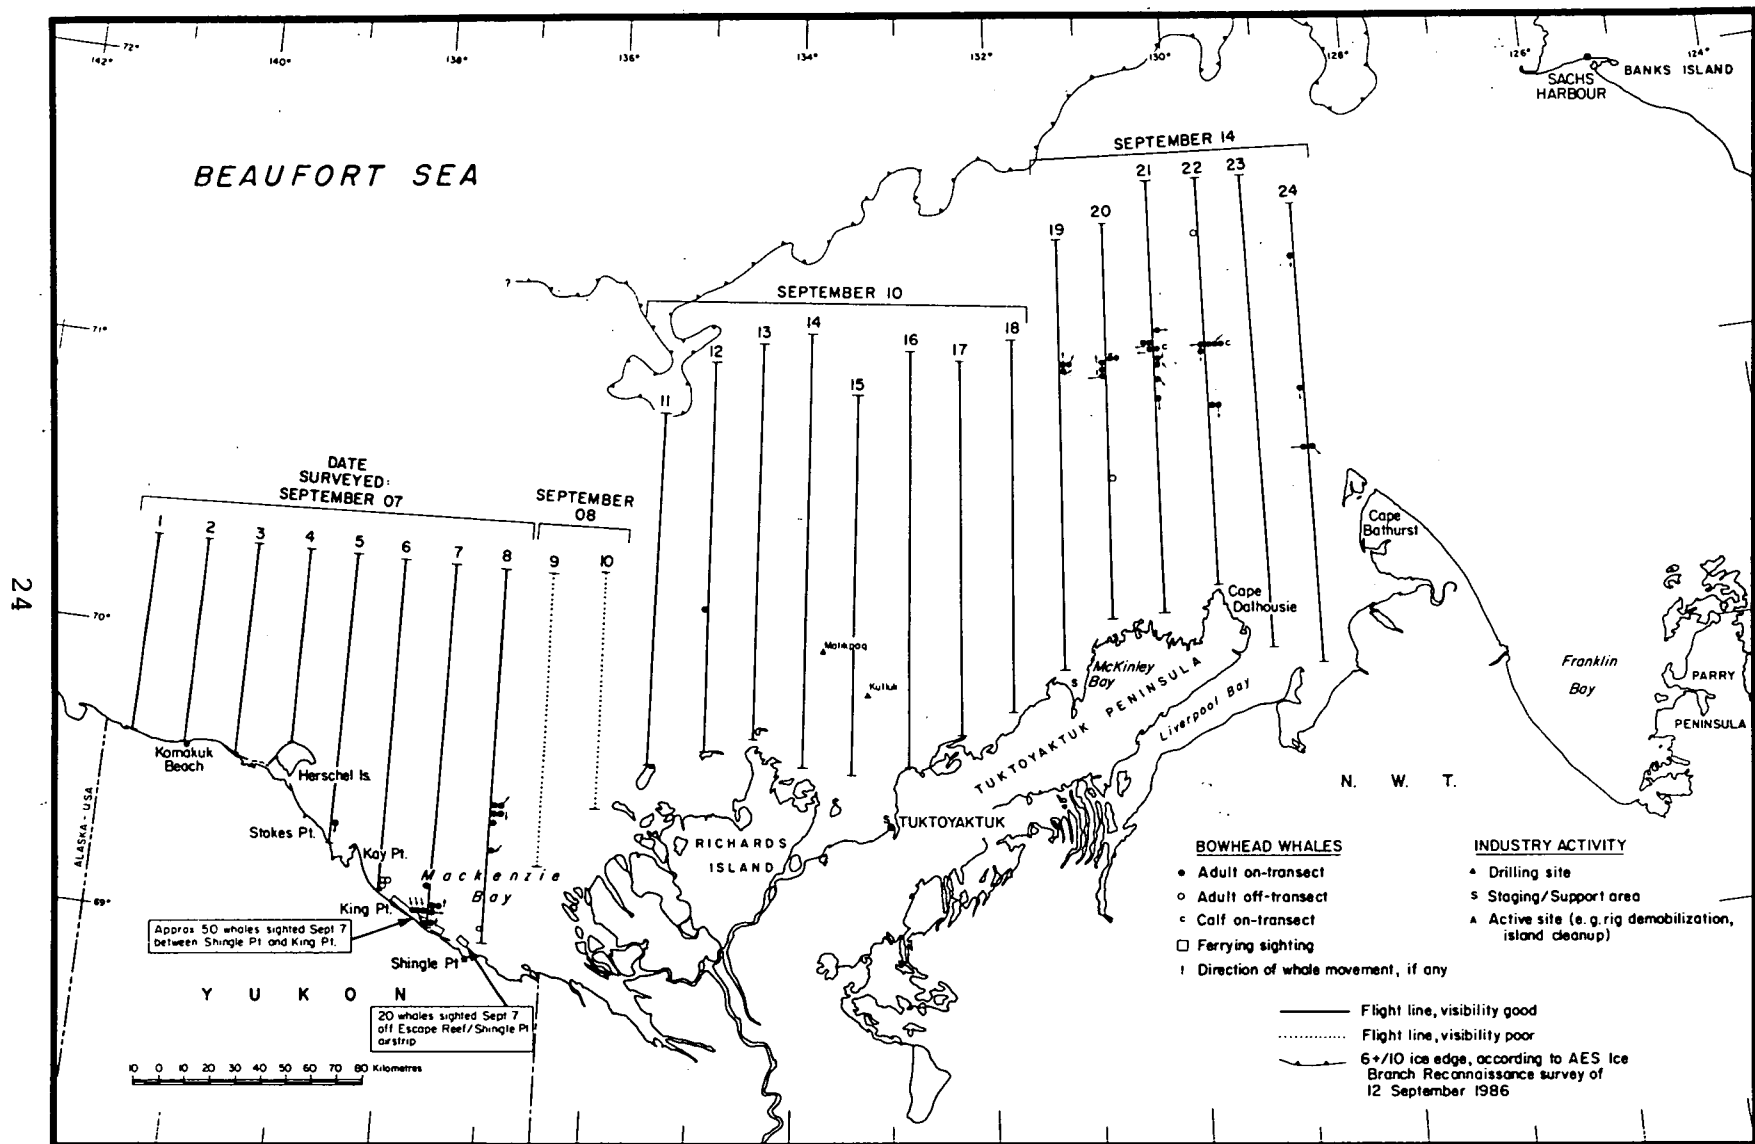 72°
142°
140°
138°
136°
134°
132°
130°
128°
126°
124°
BANKS ISLAND
SACHS
HARBOUR
BEAUFORT SEA
SEPTEMBER 14
19
20
21
22
23
24
?
SEPTEMBER 10
11
12
13
14
15
16
17
18
71°
DATE
SURVEYED:
SEPTEMBER 07
SEPTEMBER
08
1
2
3
4
5
6
7
8
9
10
24
70°
Cape
Bathurst
Cape
Dalhousie
Molikpaq
Kulluk
McKinley
Bay
S
Franklin
Bay
PARRY
PENINSULA
Liverpool Bay
TUKTOYAKTUK PENINSULA
Komakuk
Beach
Herschel Is.
Stokes Pt.
Kay Pt.
ALASKA-USA
N. W. T.
S
TUKTOYAKTUK
RICHARDS
ISLAND
Mackenzie
Bay
69°
King Pt.
Approx 50 whales sighted Sept 7
between Shingle Pt and King Pt.
Shingle Pt
YUKON
20 whales sighted Sept 7
off Escape Reef/Shingle Pt
airstrip
10 0 10 20 30 40 50 60 70 80 Kilometres
BOWHEAD WHALES
Adult on-transect
Adult off-transect
c Calf on-transect
Ferrying sighting
Direction of whale movement, if any
INDUSTRY ACTIVITY
Drilling site
S Staging/Support area
Active site (e.g. rig demobilization,
island cleanup)
Flight line, visibility good
Flight line, visibility poor
6+/10 ice edge, according to AES Ice
Branch Reconnaissance survey of
12 September 1986